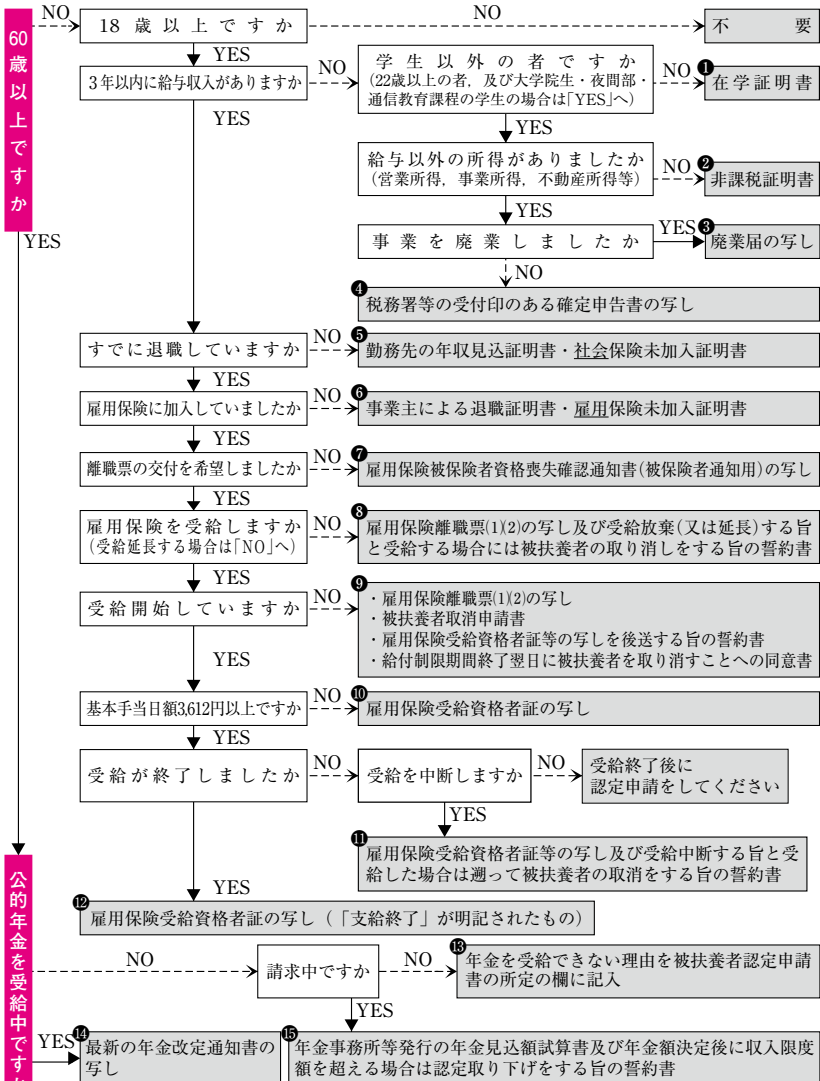 60歳以上ですか
NO
18歳以上ですか
NO
不要
YES
3年以内に給与収入がありますか
NO
学生以外の者ですか
(22歳以上の者，及び大学院生・夜間部・
通信教育課程の学生の場合は「YES」へ)
NO
❶
在学証明書
YES
YES
給与以外の所得がありましたか
(営業所得，事業所得，不動産所得等)
NO
❷
非課税証明書
YES
YES
事業を廃業しましたか
YES
❸
廃業届の写し
NO
❹
税務署等の受付印のある確定申告書の写し
すでに退職していますか
NO
❺
勤務先の年収見込証明書・社会保険未加入証明書
YES
雇用保険に加入していましたか
NO
❻
事業主による退職証明書・雇用保険未加入証明書
YES
離職票の交付を希望しましたか
NO
❼
雇用保険被保険者資格喪失確認通知書(被保険者通知用)の写し
YES
雇用保険を受給しますか
(受給延長する場合は「NO」へ)
NO
❽
雇用保険離職票(1)(2)の写し及び受給放棄(又は延長)する旨
と受給する場合には被扶養者の取り消しをする旨の誓約書
YES
受給開始していますか
NO
❾
・雇用保険離職票(1)(2)の写し
・被扶養者取消申請書
・雇用保険受給資格者証等の写しを後送する旨の誓約書
・給付制限期間終了翌日に被扶養者を取り消すことへの同意書
YES
基本手当日額3,612円以上ですか
NO
❿
雇用保険受給資格者証の写し
YES
受給が終了しましたか
NO
受給を中断しますか
NO
受給終了後に
認定申請をしてください
YES
⓫
雇用保険受給資格者証等の写し及び受給中断する旨と受
給した場合は遡って被扶養者の取消をする旨の誓約書
YES
⓬
雇用保険受給資格者証の写し（「支給終了」が明記されたもの）
公的年金を受給中ですか
NO
請求中ですか
NO
⓭
年金を受給できない理由を被扶養者認定申請
書の所定の欄に記入
YES
YES
⓮
最新の年金改定通知書の
写し
⓯
年金事務所等発行の年金見込額試算書及び年金額決定後に収入限度
額を超える場合は認定取り下げをする旨の誓約書